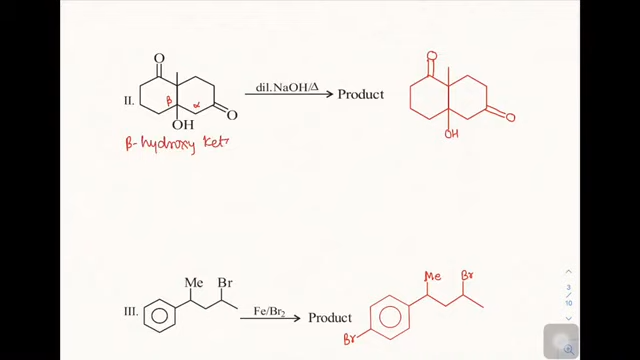 O
O
β
α
dil.NaOH/Δ
Product
II.
O
O
OH
OH
β-hydroxy Ket
Me
Br
Me
Br
III.
Fe/Br₂
Product
Br
3
/
10